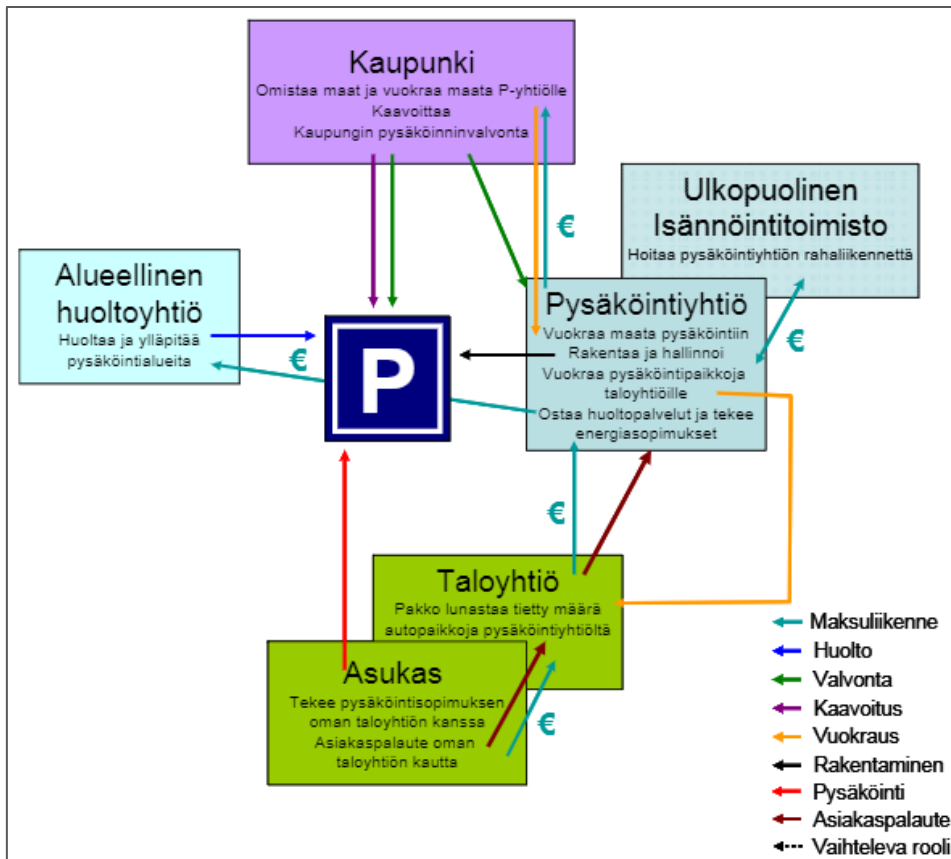 Kaupunki
Omistaa maat ja vuokraa maata P-yhtiölle
Kaavoittaa
Kaupungin pysäköinninvalvonta
Ulkopuolinen
Isännöintitoimisto
Hoitaa pysäköintiyhtiön rahaliikennettä
€
Alueellinen
huoltoyhtiö
Huoltaa ja ylläpitää
pysäköintialueita
€
P
Pysäköintiyhtiö
Vuokraa maata pysäköintiin
Rakentaa ja hallinnoi
Vuokraa pysäköintipaikkoja
taloyhtiöille
Ostaa huoltopalvelut ja tekee
energiasopimukset
€
€
Taloyhtiö
Pakko lunastaa tietty määrä
autopaikkoja pysäköintiyhtiöltä
Asukas
Tekee pysäköintisopimuksen
oman taloyhtiön kanssa
Asiakaspalaute oman
taloyhtiön kautta
€
Maksuliikenne
Huolto
Valvonta
Kaavoitus
Vuokraus
Rakentaminen
Pysäköinti
Asiakaspalaute
Vaihteleva rooli